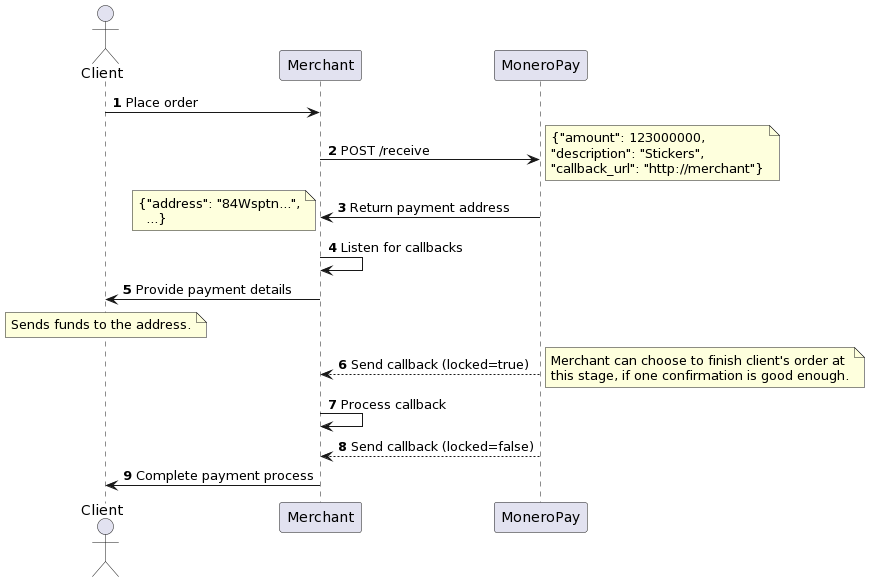 Client
Merchant
MoneroPay
1 Place order
2 POST /receive
{"amount": 123000000,
"description": "Stickers",
"callback_url": "http://merchant"}
{"address": "84Wsptn...",
...}
3 Return payment address
4 Listen for callbacks
5 Provide payment details
Sends funds to the address.
6 Send callback (locked=true)
Merchant can choose to finish client's order at
this stage, if one confirmation is good enough.
7 Process callback
8 Send callback (locked=false)
9 Complete payment process
Client
Merchant
MoneroPay